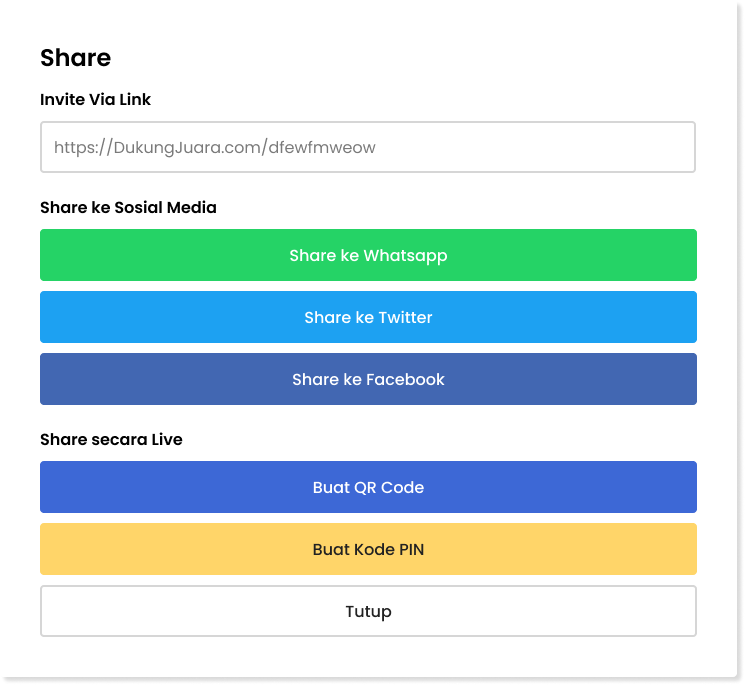 Share
Invite Via Link
https://DukungJuara.com/dfewfmweow
Share ke Sosial Media
Share ke Whatsapp
Share ke Twitter
Share ke Facebook
Share secara Live
Buat QR Code
Buat Kode PIN
Tutup